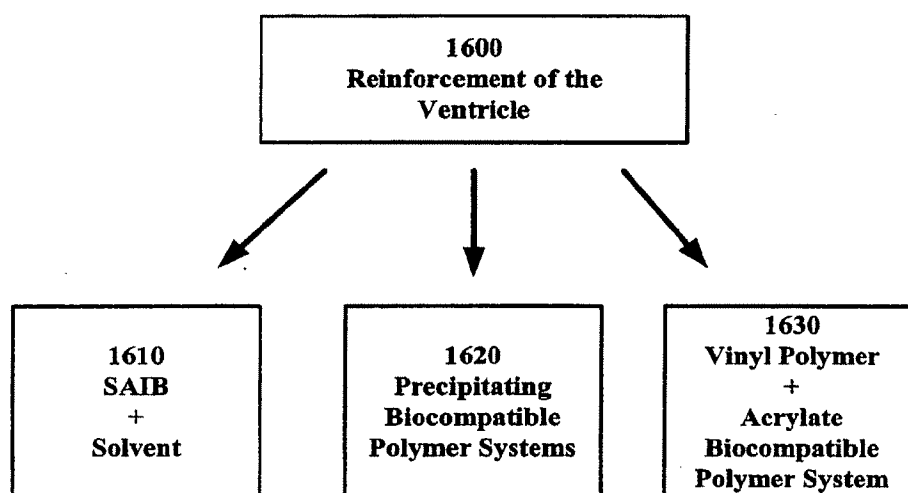 1600
Reinforcement of the
Ventricle
1610
SAIB
+
Solvent
1620
Precipitating
Biocompatible
Polymer Systems
1630
Vinyl Polymer
+
Acrylate
Biocompatible
Polymer System